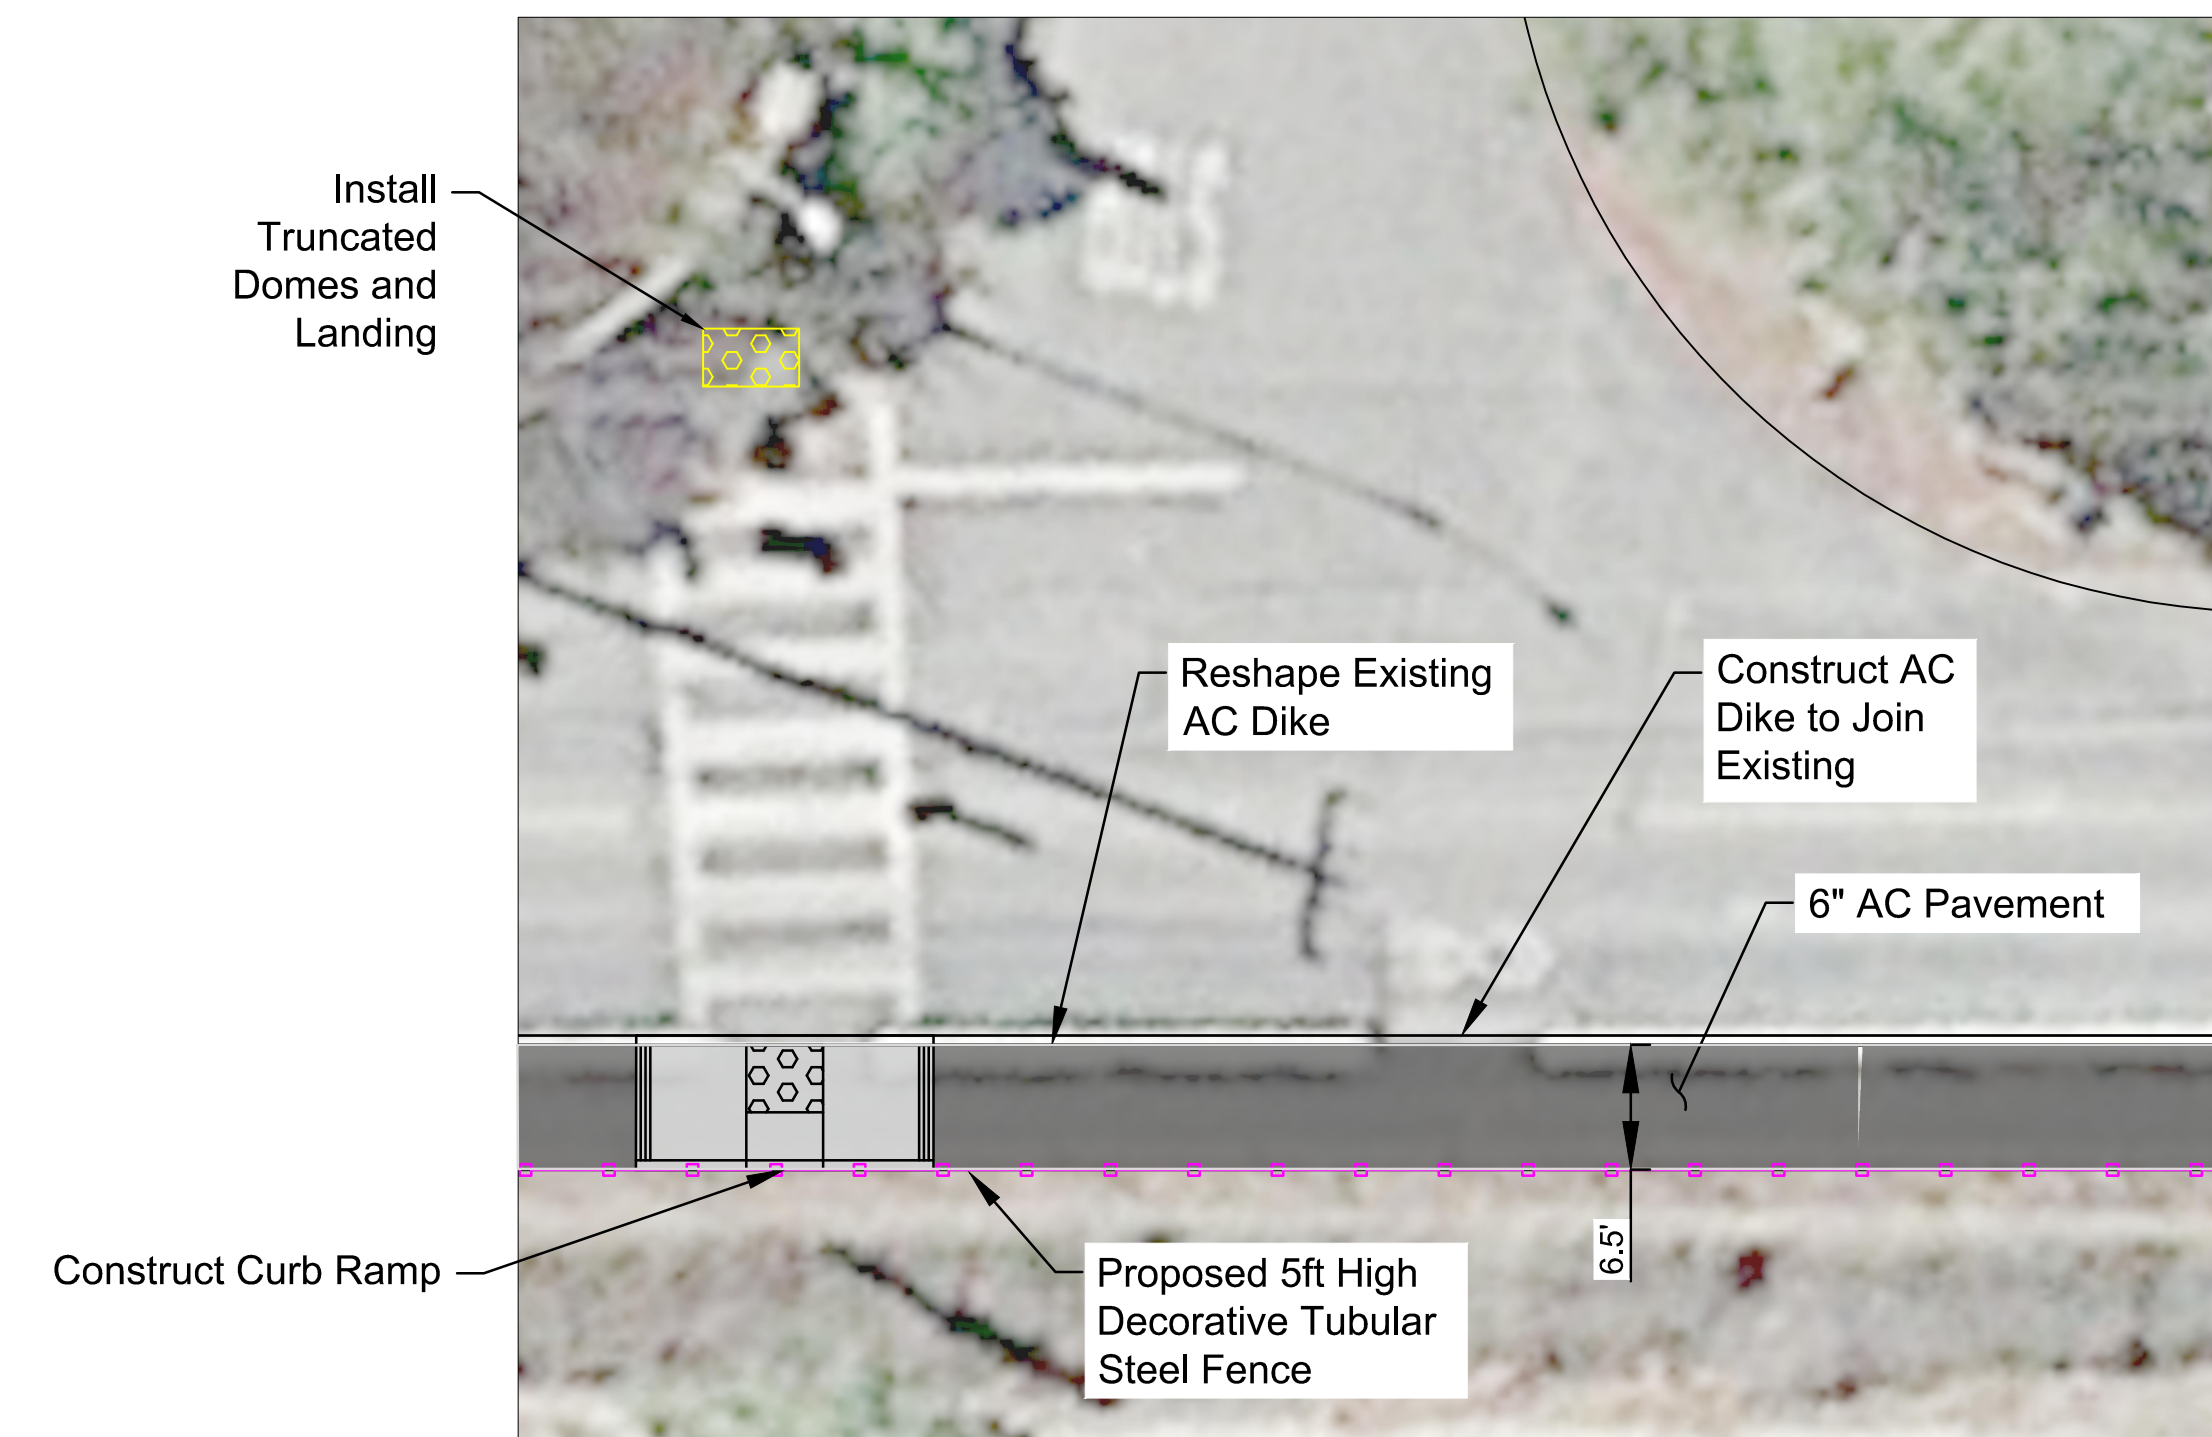 Install
Truncated
Domes and
Landing
Reshape Existing
AC Dike
Construct AC
Dike to Join
Existing
6" AC Pavement
6.5'
Construct Curb Ramp
Proposed 5ft High
Decorative Tubular
Steel Fence